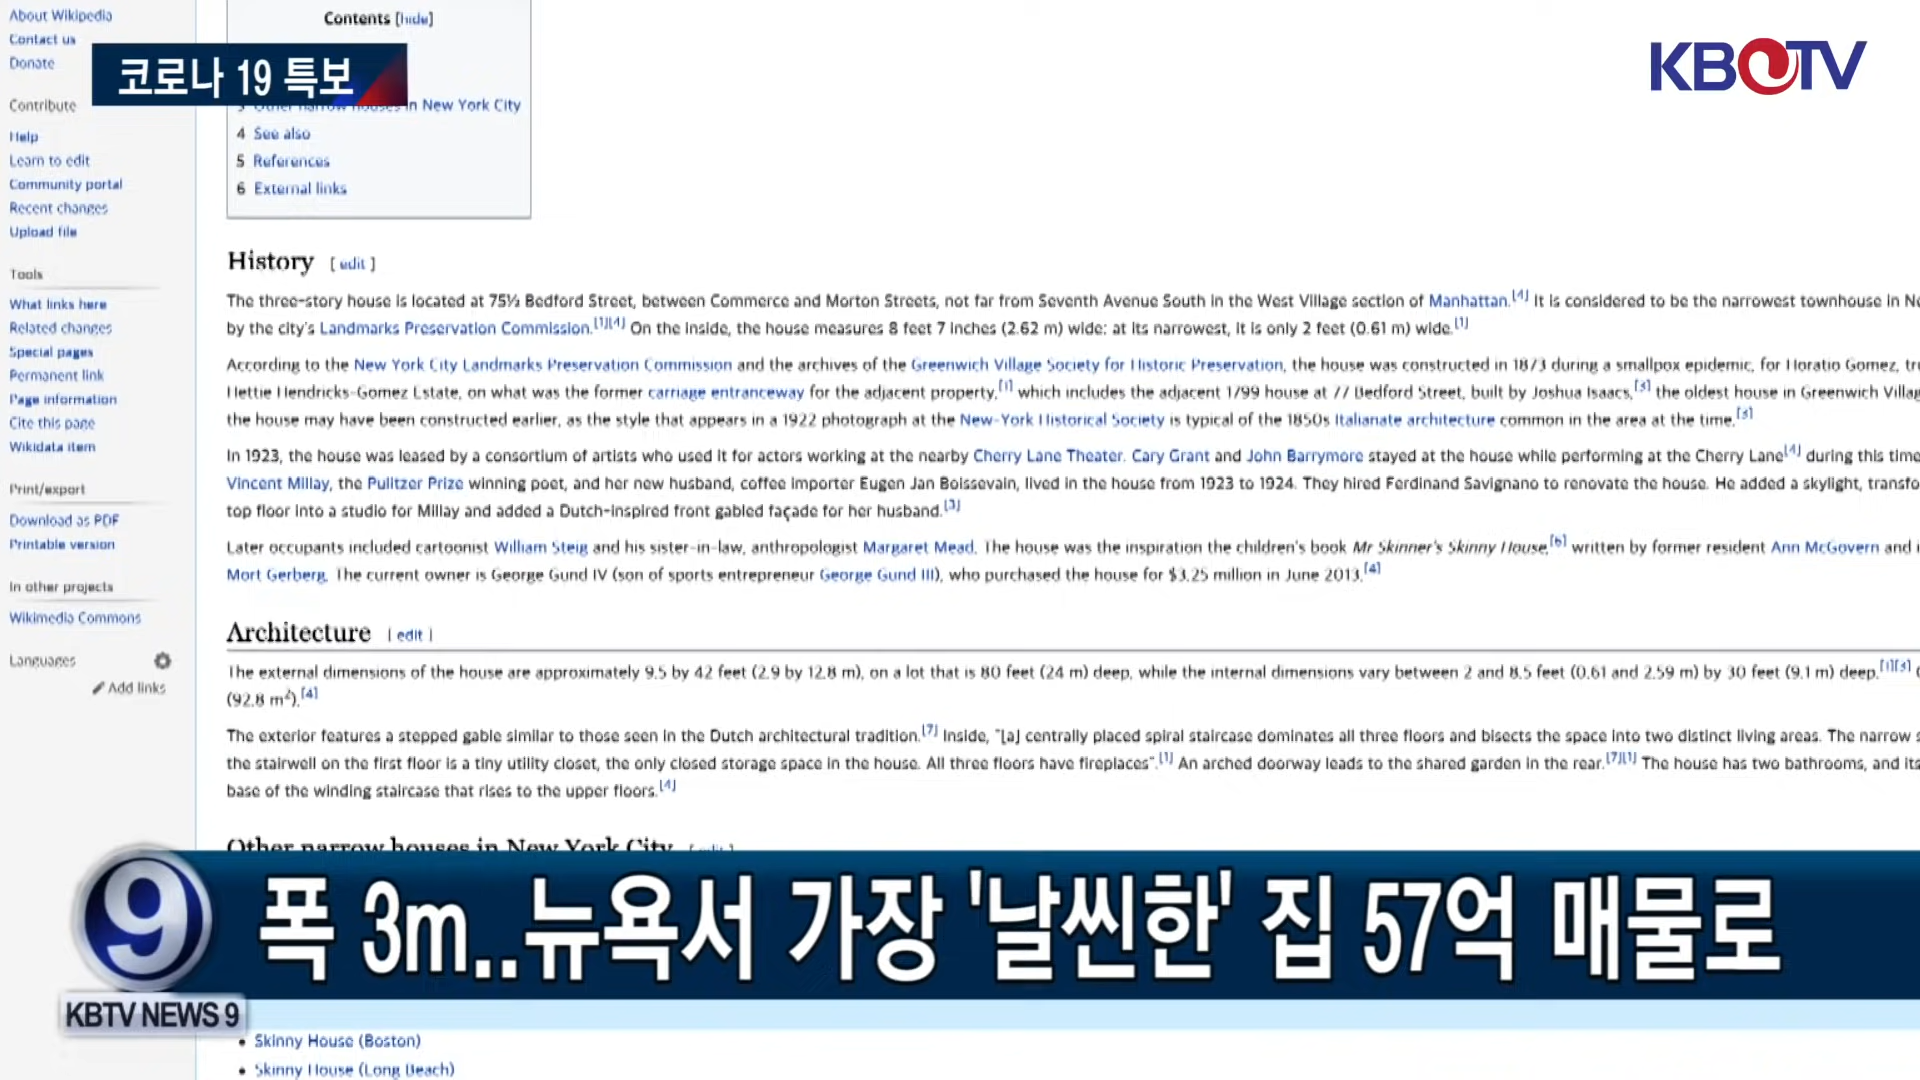 About Wikipedia
Contact us
Donate
Contribute
Help
Learn to edit
Community portal
Recent changes
Upload file
Tools
What links here
Related changes
Special pages
Permanent link
Page information
Cite this page
Wikidata item
Print/export
Download as PDF
Printable version
In other projects
Wikimedia Commons
Languages
Add links
코로나 19 특보
KBTV
Contents [hide]
3 Other narrow houses in New York City
4 See also
5 References
6 External links
History [ edit ]
The three-story house is located at 75½ Bedford Street, between Commerce and Morton Streets, not far from Seventh Avenue South in the West Village section of Manhattan.[4] It is considered to be the narrowest townhouse in
by the city's Landmarks Preservation Commission.[1][4] On the inside, the house measures 8 feet 7 inches (2.62 m) wide; at its narrowest, it is only 2 feet (0.61 m) wide.[1]
According to the New York City Landmarks Preservation Commission and the archives of the Greenwich Village Society for Historic Preservation, the house was constructed in 1873 during a smallpox epidemic, for Horatio Gomez,
Hettie Hendricks-Gomez Estate, on what was the former carriage entranceway for the adjacent property,[1] which includes the adjacent 1799 house at 77 Bedford Street, built by Joshua Isaacs,[5] the oldest house in Greenwich
the house may have been constructed earlier, as the style that appears in a 1922 photograph at the New-York Historical Society is typical of the 1850s Italianate architecture common in the area at the time.[3]
In 1923, the house was leased by a consortium of artists who used it for actors working at the nearby Cherry Lane Theater. Cary Grant and John Barrymore stayed at the house while performing at the Cherry Lane[4] during this time
Vincent Millay, the Pulitzer Prize winning poet, and her new husband, coffee importer Eugen Jan Boissevain, lived in the house from 1923 to 1924. They hired Ferdinand Savignano to renovate the house. He added a skylight,
top floor into a studio for Millay and added a Dutch-inspired front gabled façade for her husband.[3]
Later occupants included cartoonist William Steig and his sister-in-law, anthropologist Margaret Mead. The house was the inspiration the children's book Mr Skinner's Skinny House,[6] written by former resident Ann McGovern and
Mort Gerberg. The current owner is George Gund IV (son of sports entrepreneur George Gund III), who purchased the house for $3.25 million in June 2013.[4]
Architecture [ edit ]
The external dimensions of the house are approximately 9.5 by 42 feet (2.9 by 12.8 m), on a lot that is 80 feet (24 m) deep, while the internal dimensions vary between 2 and 8.5 feet (0.61 and 2.59 m) by 30 feet (9.1 m) deep.[1][3]
(92.8 m²).[4]
The exterior features a stepped gable similar to those seen in the Dutch architectural tradition.[7] Inside, "[a] centrally placed spiral staircase dominates all three floors and bisects the space into two distinct living areas. The narrow
the stairwell on the first floor is a tiny utility closet, the only closed storage space in the house. All three floors have fireplaces".[1] An arched doorway leads to the shared garden in the rear.[7][1] The house has two bathrooms, and its
base of the winding staircase that rises to the upper floors.[4]
Other narrow houses in New York City [ edit ]
9 폭 3m..뉴욕서 가장 '날씬한' 집 57억 매물로
KBTV NEWS 9
• Skinny House (Boston)
• Skinny House (Long Beach)